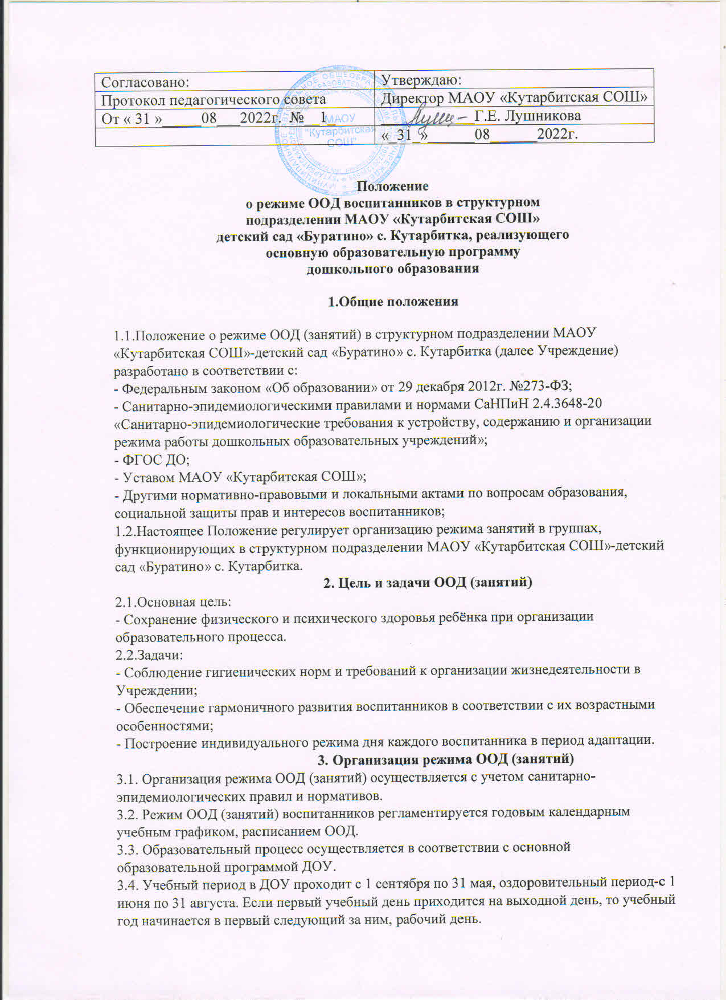 Согласовано: Утверждаю:
Протокол педагогического совета Директор МАОУ «Кутарбитская СОШ»
От « 31 »_____08___2022г. №__1_ ____________Г.Е. Лушникова
«_31_»______08______2022г.
МАОУ
"Кутарбитская
СОШ"
Положение
о режиме ООД воспитанников в структурном
подразделении МАОУ «Кутарбитская СОШ»
детский сад «Буратино» с. Кутарбитка, реализующего
основную образовательную программу
дошкольного образования
1.Общие положения
1.1.Положение о режиме ООД (занятий) в структурном подразделении МАОУ
«Кутарбитская СОШ»-детский сад «Буратино» с. Кутарбитка (далее Учреждение)
разработано в соответствии с:
- Федеральным законом «Об образовании» от 29 декабря 2012г. №273-ФЗ;
- Санитарно-эпидемиологическими правилами и нормами СаНПиН 2.4.3648-20
«Санитарно-эпидемиологические требования к устройству, содержанию и организации
режима работы дошкольных образовательных учреждений»;
- ФГОС ДО;
- Уставом МАОУ «Кутарбитская СОШ»;
- Другими нормативно-правовыми и локальными актами по вопросам образования,
социальной защиты прав и интересов воспитанников;
1.2.Настоящее Положение регулирует организацию режима занятий в группах,
функционирующих в структурном подразделении МАОУ «Кутарбитская СОШ»-детский
сад «Буратино» с. Кутарбитка.
2. Цель и задачи ООД (занятий)
2.1.Основная цель:
- Сохранение физического и психического здоровья ребёнка при организации
образовательного процесса.
2.2.Задачи:
- Соблюдение гигиенических норм и требований к организации жизнедеятельности в
Учреждении;
- Обеспечение гармоничного развития воспитанников в соответствии с их возрастными
особенностями;
- Построение индивидуального режима дня каждого воспитанника в период адаптации.
3. Организация режима ООД (занятий)
3.1. Организация режима ООД (занятий) осуществляется с учетом санитарно-
эпидемиологических правил и нормативов.
3.2. Режим ООД (занятий) воспитанников регламентируется годовым календарным
учебным графиком, расписанием ООД.
3.3. Образовательный процесс осуществляется в соответствии с основной
образовательной программой ДОУ.
3.4. Учебный период в ДОУ проходит с 1 сентября по 31 мая, оздоровительный период-с 1
июня по 31 августа. Если первый учебный день приходится на выходной день, то учебный
год начинается в первый следующий за ним, рабочий день.